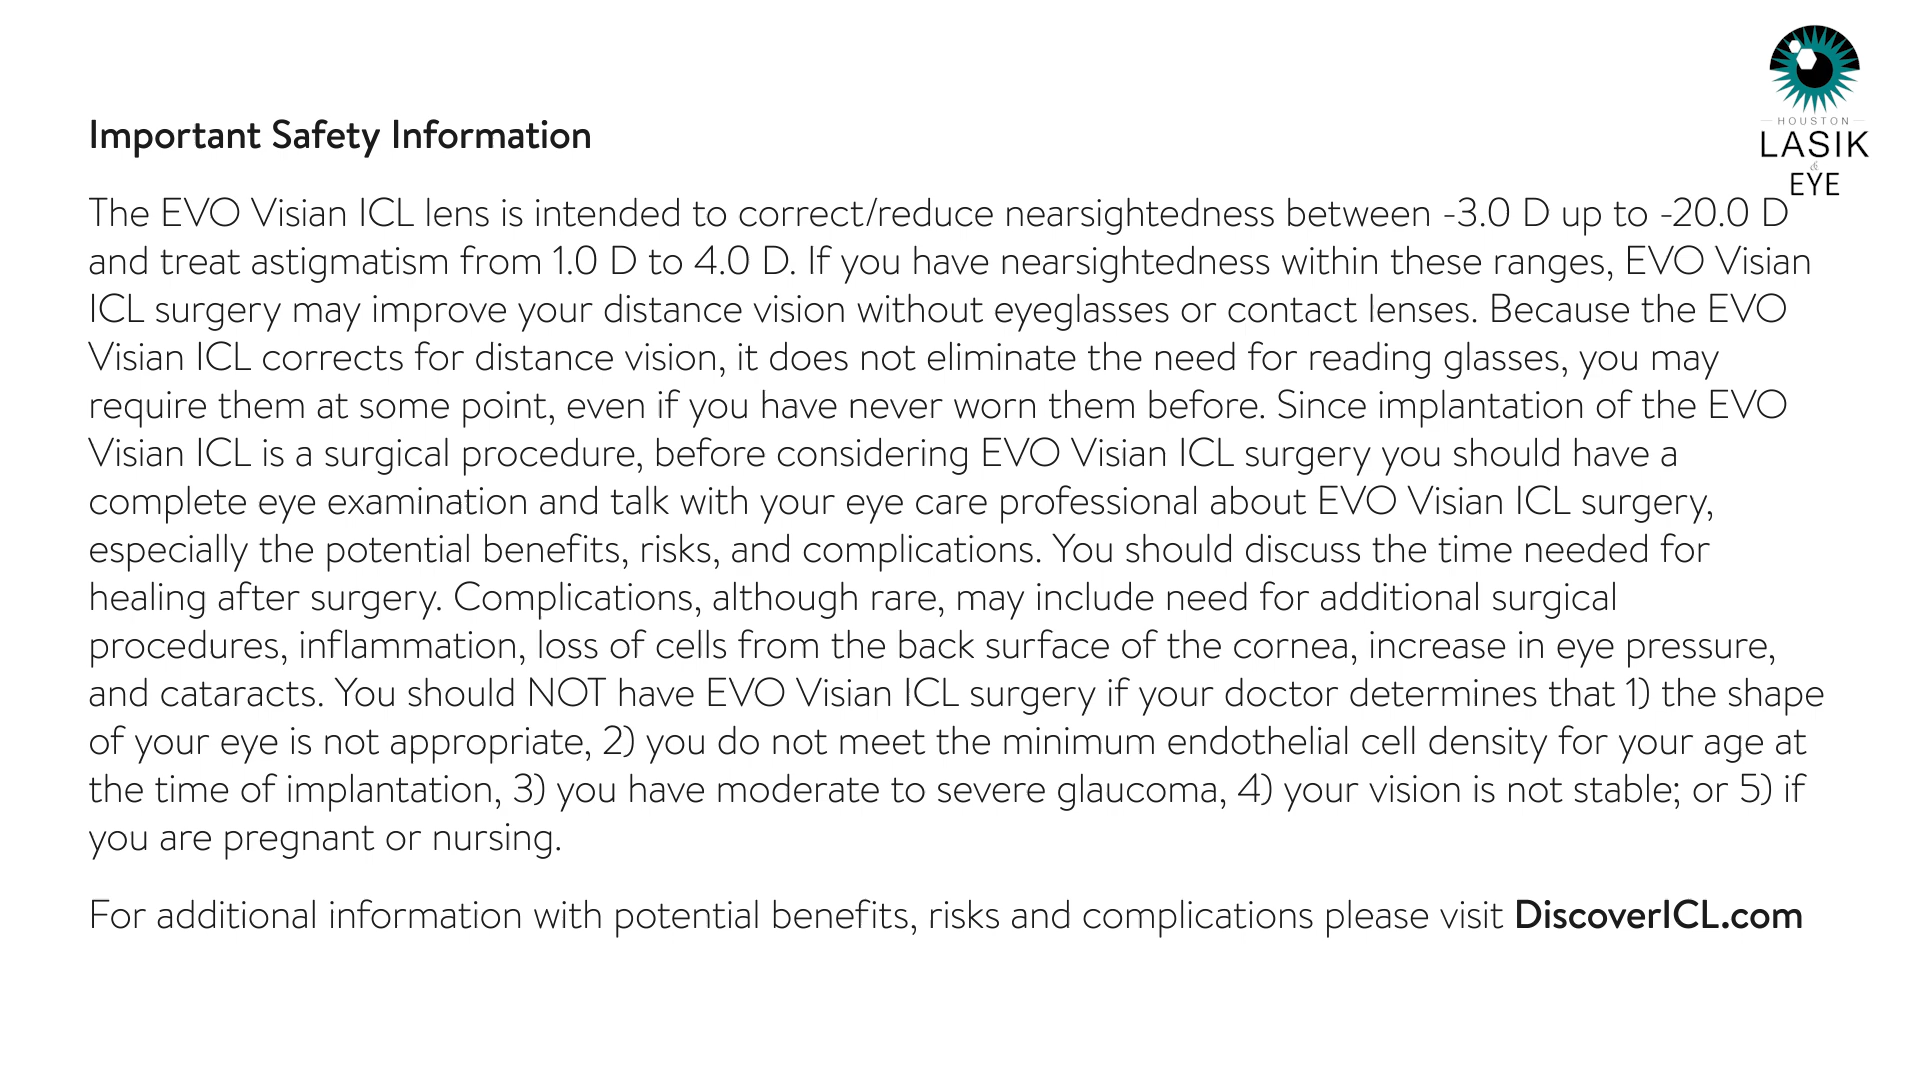 HOUSTON
LASIK
&
EYE
Important Safety Information
The EVO Visian ICL lens is intended to correct/reduce nearsightedness between -3.0 D up to -20.0 D
and treat astigmatism from 1.0 D to 4.0 D. If you have nearsightedness within these ranges, EVO Visian
ICL surgery may improve your distance vision without eyeglasses or contact lenses. Because the EVO
Visian ICL corrects for distance vision, it does not eliminate the need for reading glasses, you may
require them at some point, even if you have never worn them before. Since implantation of the EVO
Visian ICL is a surgical procedure, before considering EVO Visian ICL surgery you should have a
complete eye examination and talk with your eye care professional about EVO Visian ICL surgery,
especially the potential benefits, risks, and complications. You should discuss the time needed for
healing after surgery. Complications, although rare, may include need for additional surgical
procedures, inflammation, loss of cells from the back surface of the cornea, increase in eye pressure,
and cataracts. You should NOT have EVO Visian ICL surgery if your doctor determines that 1) the shape
of your eye is not appropriate, 2) you do not meet the minimum endothelial cell density for your age at
the time of implantation, 3) you have moderate to severe glaucoma, 4) your vision is not stable; or 5) if
you are pregnant or nursing.
For additional information with potential benefits, risks and complications please visit DiscoverICL.com